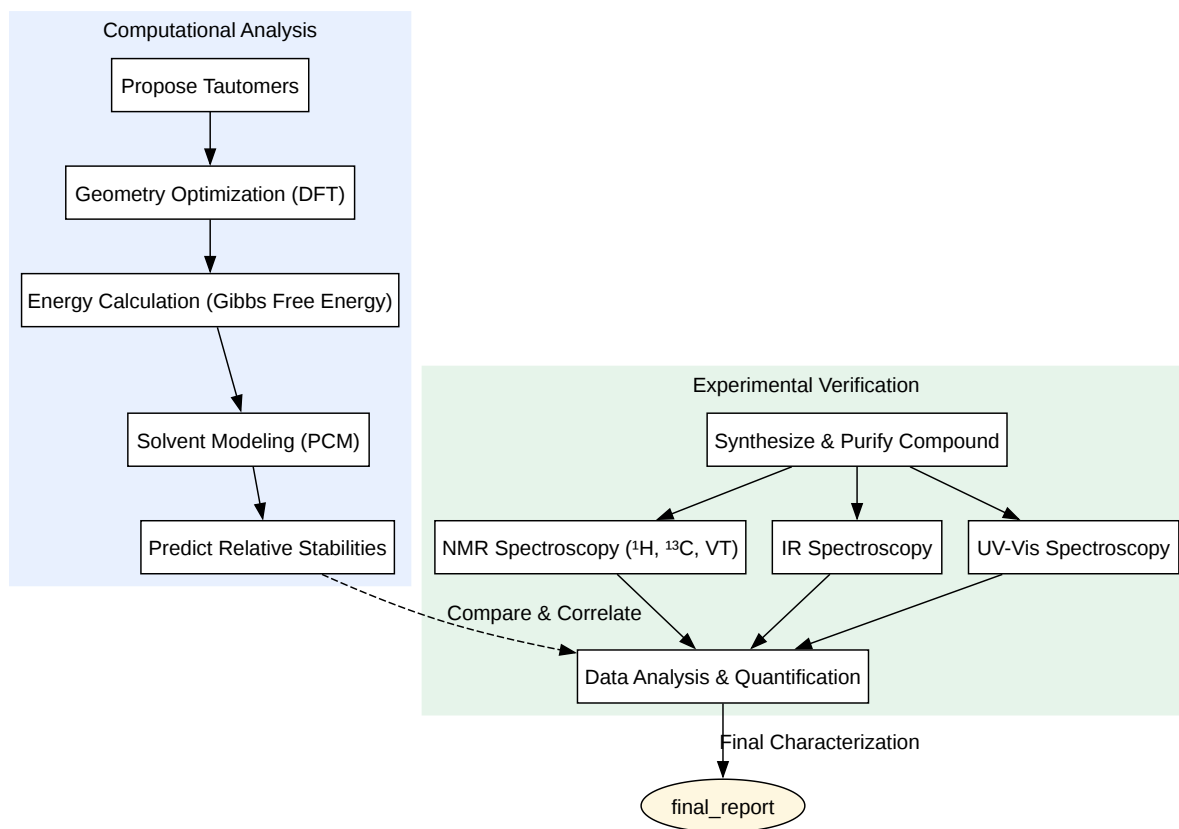 Computational Analysis
Propose Tautomers
Geometry Optimization (DFT)
Energy Calculation (Gibbs Free Energy)
Solvent Modeling (PCM)
Predict Relative Stabilities
Experimental Verification
Synthesize & Purify Compound
NMR Spectroscopy (¹H, ¹³C, VT)
IR Spectroscopy
UV-Vis Spectroscopy
Compare & Correlate
Data Analysis & Quantification
Final Characterization
final_report